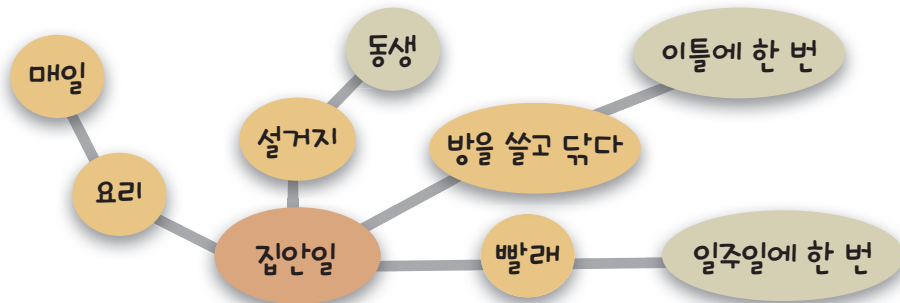 동생
이틀에 한 번
매일
설거지
방을 쓸고 닦다
요리
집안일
빨래
일주일에 한 번